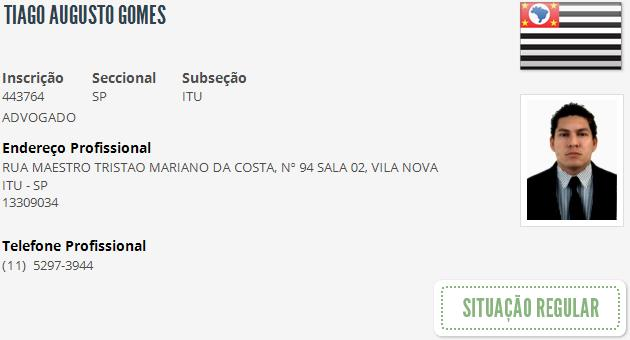 TIAGO AUGUSTO GOMES
Inscrição Seccional Subseção
443764 SP ITU
ADVOGADO
Endereço Profissional
RUA MAESTRO TRISTAO MARIANO DA COSTA, Nº 94 SALA 02, VILA NOVA
ITU - SP
13309034
Telefone Profissional
(11) 5297-3944
SITUAÇÃO REGULAR